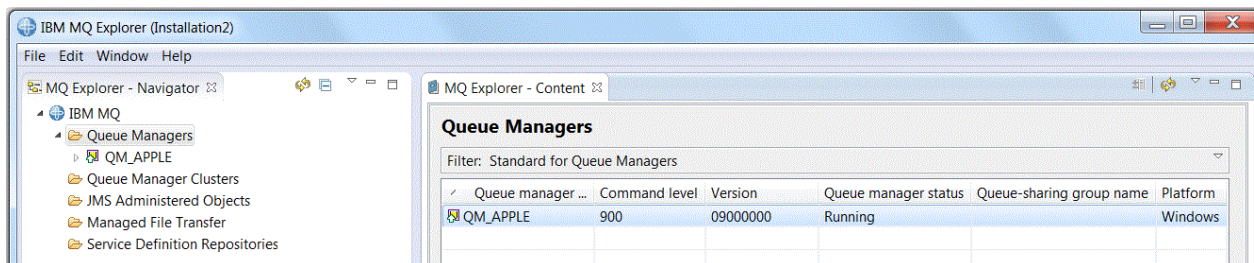 IBM MQ Explorer (Installation2)
File Edit Window Help
MQ Explorer - Navigator
IBM MQ
Queue Managers
QM_APPLE
Queue Manager Clusters
JMS Administered Objects
Managed File Transfer
Service Definition Repositories
MQ Explorer - Content
Queue Managers
Filter: Standard for Queue Managers
Queue manager ... Command level Version Queue manager status Queue-sharing group name Platform
QM_APPLE 900 09000000 Running Windows